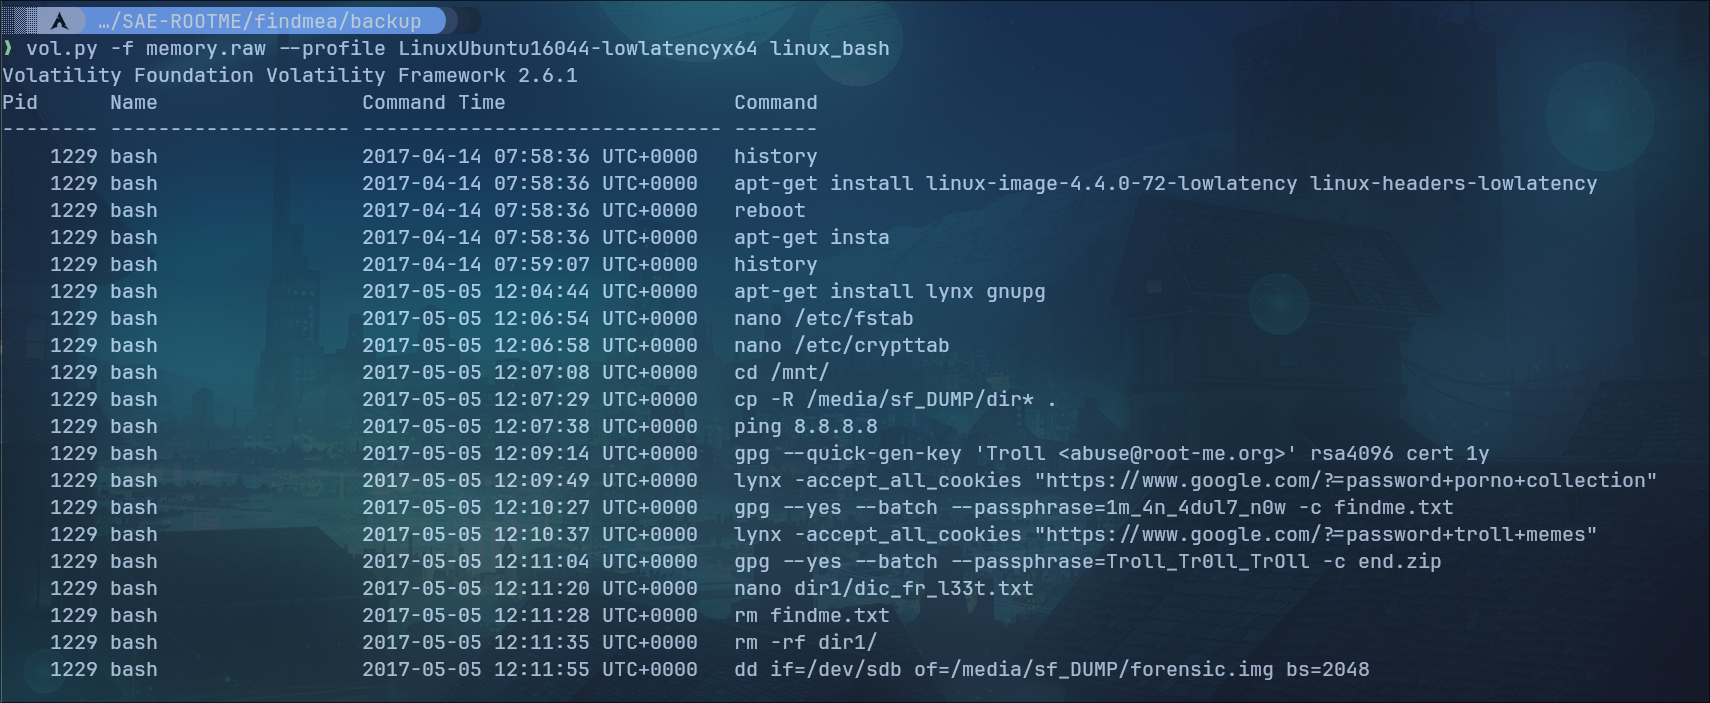 …/SAE-ROOTME/findmea/backup
❯ vol.py -f memory.raw --profile LinuxUbuntu16044-lowlatencyx64 linux_bash
Volatility Foundation Volatility Framework 2.6.1
Pid      Name                 Command Time                   Command
-------- -------------------- ------------------------------ -------
    1229 bash                 2017-04-14 07:58:36 UTC+0000   history
    1229 bash                 2017-04-14 07:58:36 UTC+0000   apt-get install linux-image-4.4.0-72-lowlatency linux-headers-lowlatency
    1229 bash                 2017-04-14 07:58:36 UTC+0000   reboot
    1229 bash                 2017-04-14 07:58:36 UTC+0000   apt-get insta
    1229 bash                 2017-04-14 07:59:07 UTC+0000   history
    1229 bash                 2017-05-05 12:04:44 UTC+0000   apt-get install lynx gnupg
    1229 bash                 2017-05-05 12:06:54 UTC+0000   nano /etc/fstab
    1229 bash                 2017-05-05 12:06:58 UTC+0000   nano /etc/crypttab
    1229 bash                 2017-05-05 12:07:08 UTC+0000   cd /mnt/
    1229 bash                 2017-05-05 12:07:29 UTC+0000   cp -R /media/sf_DUMP/dir* .
    1229 bash                 2017-05-05 12:07:38 UTC+0000   ping 8.8.8.8
    1229 bash                 2017-05-05 12:09:14 UTC+0000   gpg --quick-gen-key 'Troll <abuse@root-me.org>' rsa4096 cert 1y
    1229 bash                 2017-05-05 12:09:49 UTC+0000   lynx -accept_all_cookies "https://www.google.com/?=password+porno+collection"
    1229 bash                 2017-05-05 12:10:27 UTC+0000   gpg --yes --batch --passphrase=1m_4n_4dul7_n0w -c findme.txt
    1229 bash                 2017-05-05 12:10:37 UTC+0000   lynx -accept_all_cookies "https://www.google.com/?=password+troll+memes"
    1229 bash                 2017-05-05 12:11:04 UTC+0000   gpg --yes --batch --passphrase=Troll_Tr0ll_TrOll -c end.zip
    1229 bash                 2017-05-05 12:11:20 UTC+0000   nano dir1/dic_fr_l33t.txt
    1229 bash                 2017-05-05 12:11:28 UTC+0000   rm findme.txt
    1229 bash                 2017-05-05 12:11:35 UTC+0000   rm -rf dir1/
    1229 bash                 2017-05-05 12:11:55 UTC+0000   dd if=/dev/sdb of=/media/sf_DUMP/forensic.img bs=2048